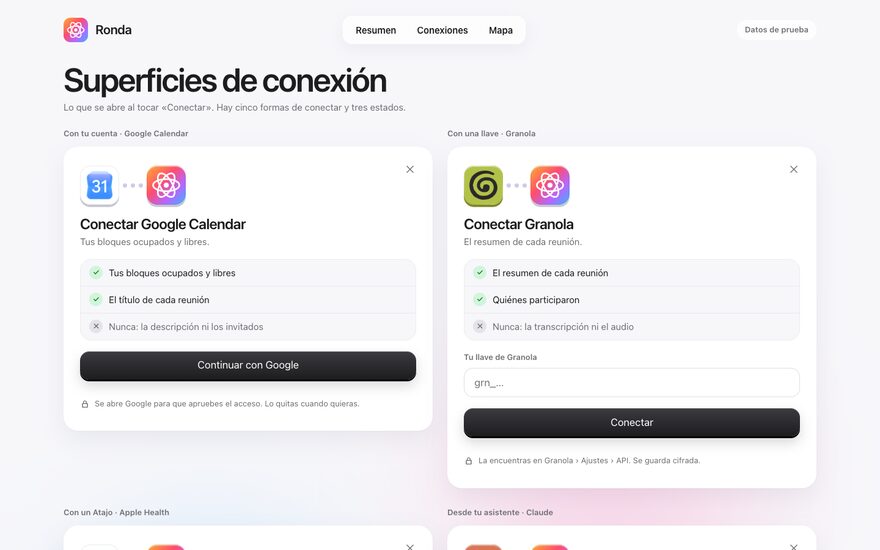 Ronda
Resumen
Conexiones
Mapa
Datos de prueba
Superficies de conexión
Lo que se abre al tocar «Conectar». Hay cinco formas de conectar y tres estados.
Con tu cuenta · Google Calendar
31
Conectar Google Calendar
Tus bloques ocupados y libres.
Tus bloques ocupados y libres
El título de cada reunión
Nunca: la descripción ni los invitados
Continuar con Google
Se abre Google para que apruebes el acceso. Lo quitas cuando quieras.
Con una llave · Granola
Conectar Granola
El resumen de cada reunión.
El resumen de cada reunión
Quiénes participaron
Nunca: la transcripción ni el audio
Tu llave de Granola
grn_...
Conectar
La encuentras en Granola › Ajustes › API. Se guarda cifrada.
Con un Atajo · Apple Health
Desde tu asistente · Claude